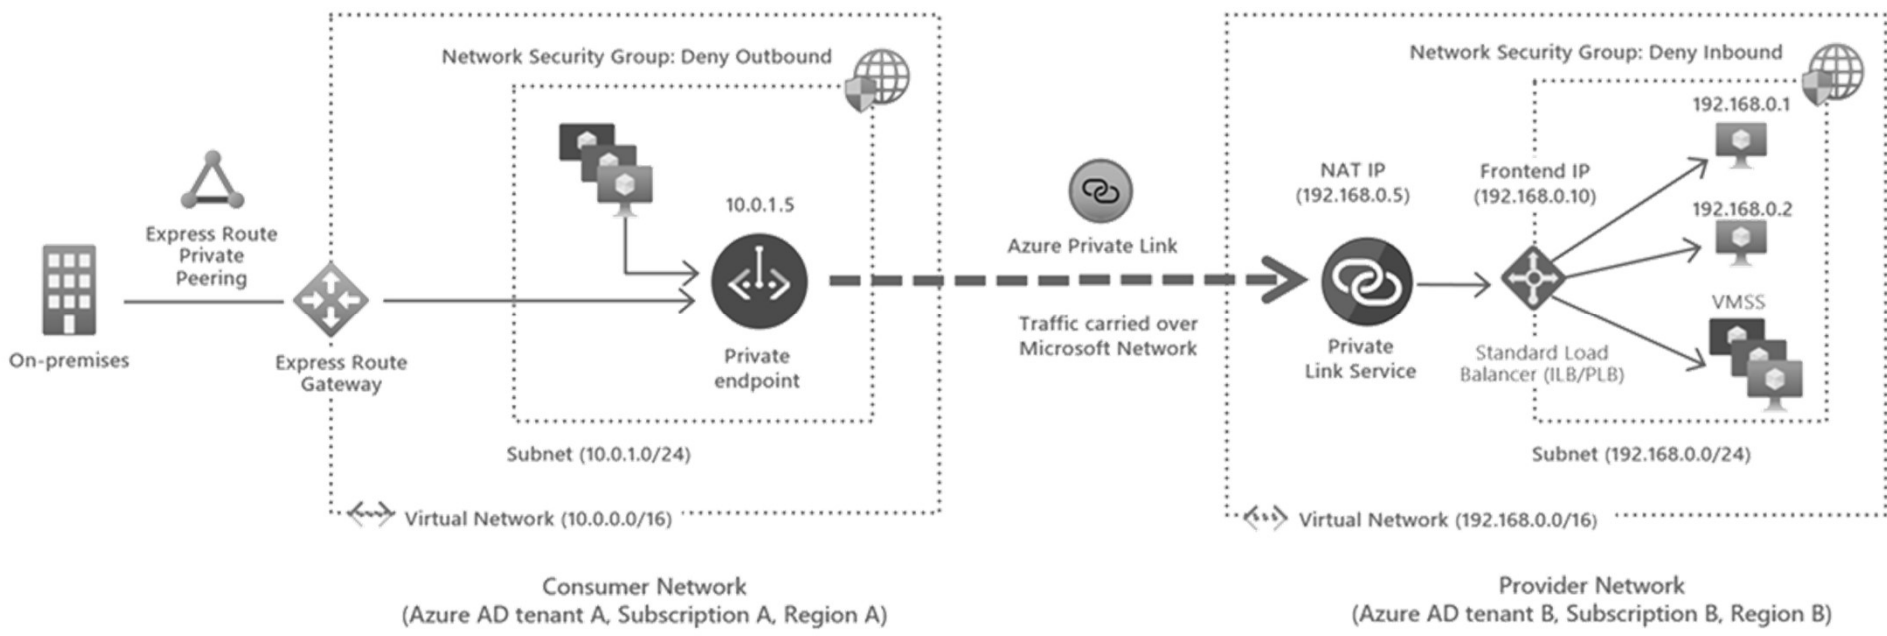 Network Security Group: Deny Outbound
Network Security Group: Deny Inbound
192.168.0.1
NAT IP
(192.168.0.5)
Frontend IP
(192.168.0.10)
192.168.0.2
10.0.1.5
Express Route
Private
Peering
Azure Private Link
VMSS
Traffic carried over
Microsoft Network
On-premises
Express Route
Gateway
Private
endpoint
Private
Link Service
Standard Load
Balancer (ILB/PLB)
Subnet (10.0.1.0/24)
Subnet (192.168.0.0/24)
Virtual Network (10.0.0.0/16)
Virtual Network (192.168.0.0/16)
Consumer Network
(Azure AD tenant A, Subscription A, Region A)
Provider Network
(Azure AD tenant B, Subscription B, Region B)